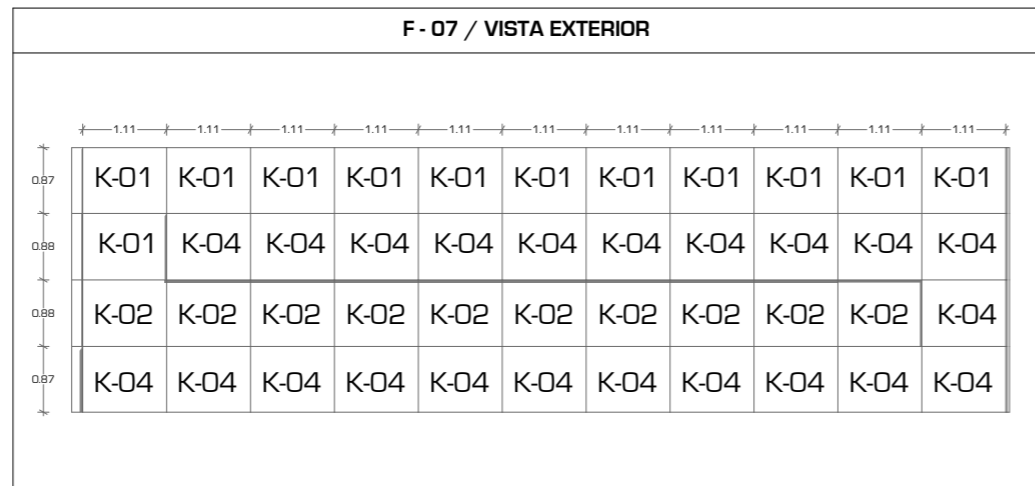 F - 07 / VISTA EXTERIOR
1.11 1.11 1.11 1.11 1.11 1.11 1.11 1.11 1.11 1.11 1.11
0.87 K-01 K-01 K-01 K-01 K-01 K-01 K-01 K-01 K-01 K-01 K-01
0.88 K-01 K-04 K-04 K-04 K-04 K-04 K-04 K-04 K-04 K-04 K-04
0.88 K-02 K-02 K-02 K-02 K-02 K-02 K-02 K-02 K-02 K-02 K-04
0.87 K-04 K-04 K-04 K-04 K-04 K-04 K-04 K-04 K-04 K-04 K-04